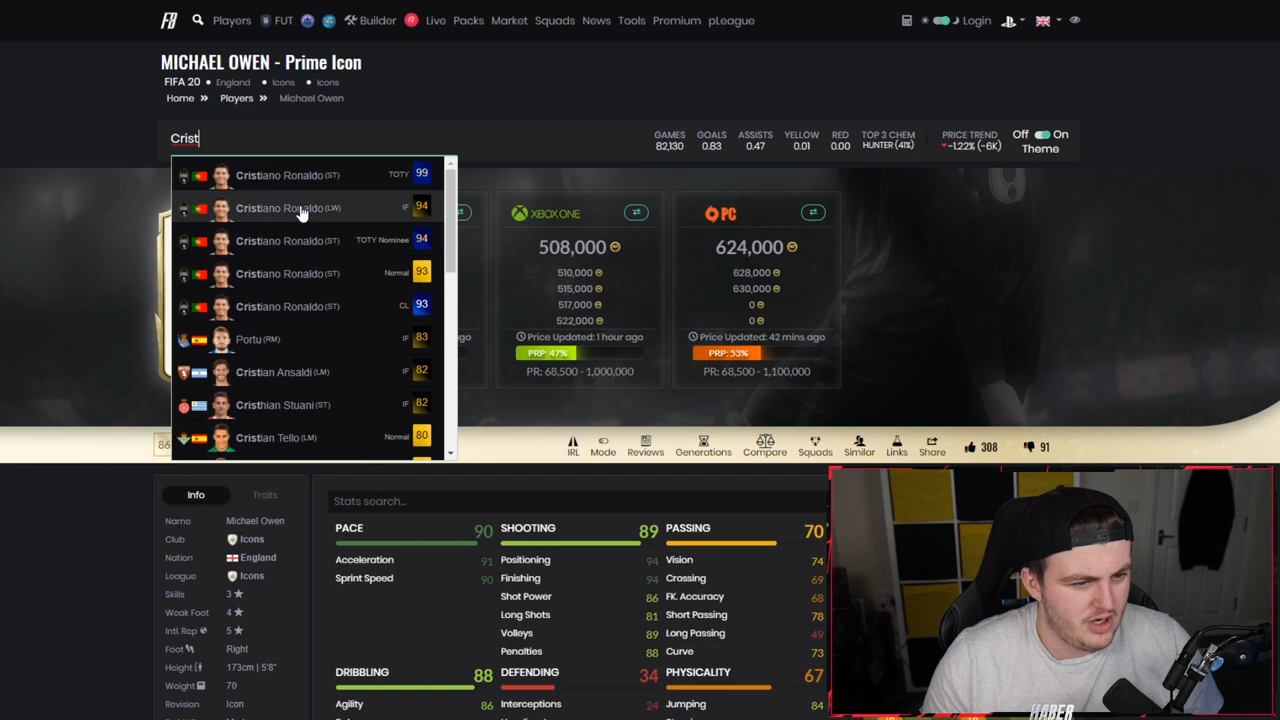 F8 Players FUT Builder Live Packs Market Squads News Tools Premium pLeague Login
MICHAEL OWEN - Prime Icon
FIFA 20 • England • Icons • Icons
Home » Players » Michael Owen
Crist
GAMES GOALS ASSISTS YELLOW RED TOP 3 CHEM PRICE TREND Off On
82,130 0.83 0.47 0.01 0.00 HUNTER (41%) -1.22% (-6K) Theme
Cristiano Ronaldo (ST) TOTY 99
Cristiano Ronaldo (LW) IF 94
Cristiano Ronaldo (ST) TOTY Nominee 94
Cristiano Ronaldo (ST) Normal 93
Cristiano Ronaldo (ST) CL 93
Portu (RM) IF 83
Cristian Ansaldi (LM) IF 82
Cristhian Stuani (ST) IF 82
Cristian Tello (LM) Normal 80
ago
XBOX ONE
508,000
510,000
515,000
517,000
522,000
Price Updated: 1 hour ago
PRP: 47%
PR: 68,500 - 1,000,000
PC
624,000
628,000
630,000
0
0
Price Updated: 42 mins ago
PRP: 53%
PR: 68,500 - 1,100,000
86
IRL Mode Reviews Generations Compare Squads Similar Links Share 308 91
Info Traits
Name Michael Owen
Club Icons
Nation England
League Icons
Skills 3 ★
Weak Foot 4 ★
Intl. Rep 5 ★
Foot Right
Height 173cm | 5'8"
Weight 70
Revision Icon
Stats search...
PACE 90
Acceleration 91
Sprint Speed 90
SHOOTING 89
Positioning 94
Finishing 94
Shot Power 86
Long Shots 81
Volleys 89
Penalties 88
PASSING 70
Vision 74
Crossing 69
FK. Accuracy 68
Short Passing 78
Long Passing 49
Curve 73
DRIBBLING 88
Agility 86
DEFENDING 34
Interceptions 24
PHYSICALITY 67
Jumping 84
HABER